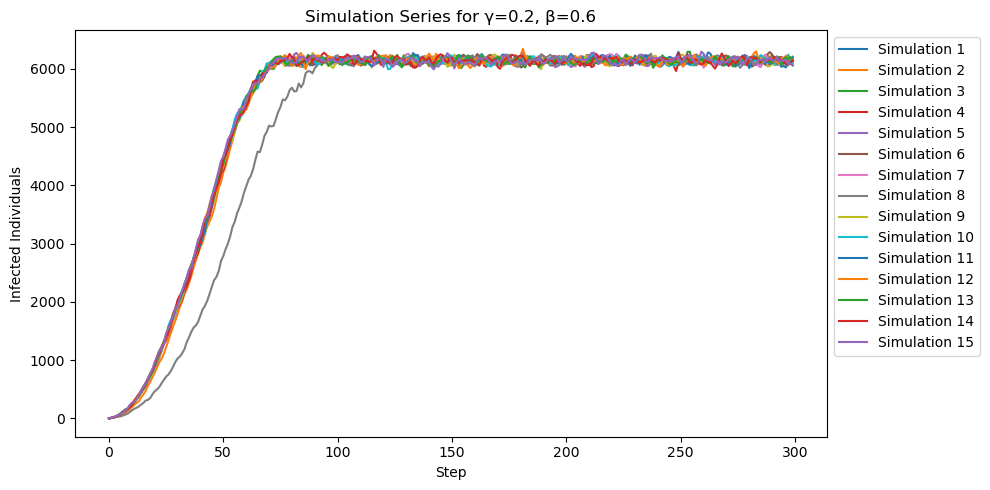 Simulation Series for γ=0.2, β=0.6
Infected Individuals
6000
5000
4000
3000
2000
1000
0
0 50 100 150 200 250 300
Step
Simulation 1
Simulation 2
Simulation 3
Simulation 4
Simulation 5
Simulation 6
Simulation 7
Simulation 8
Simulation 9
Simulation 10
Simulation 11
Simulation 12
Simulation 13
Simulation 14
Simulation 15